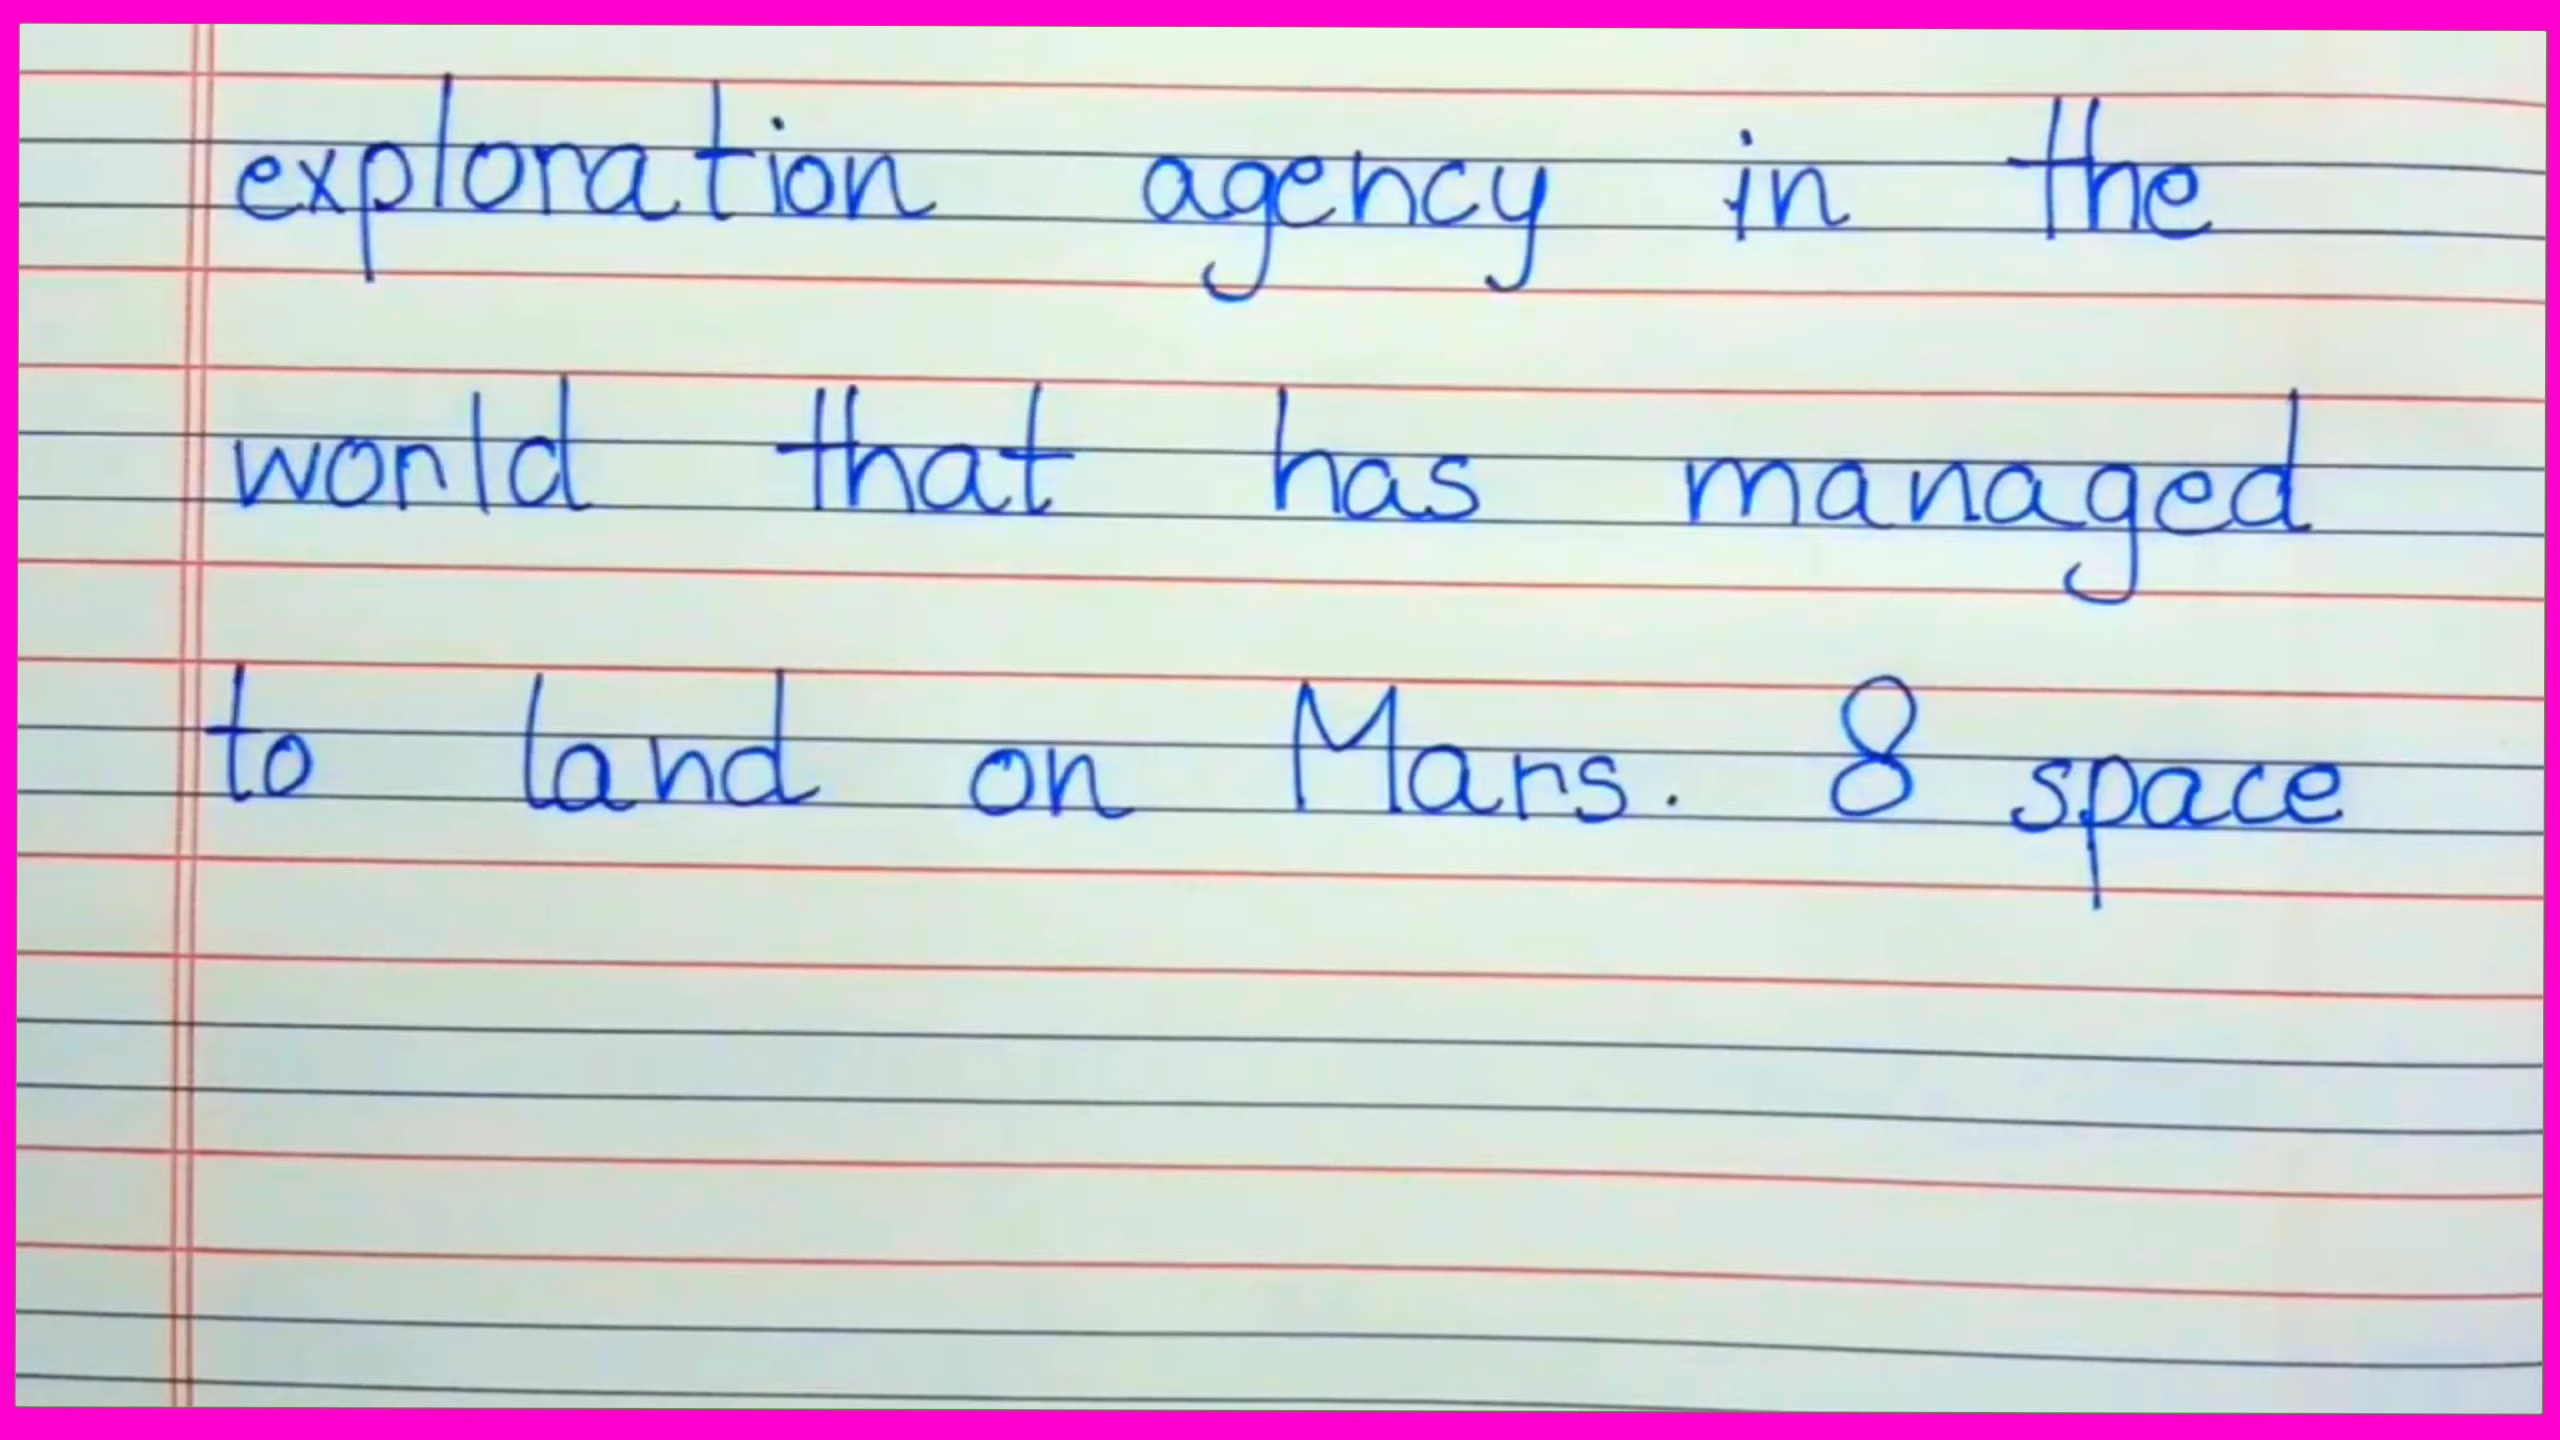 exploration agency in the
world that has managed
to land on Mars. 8 space